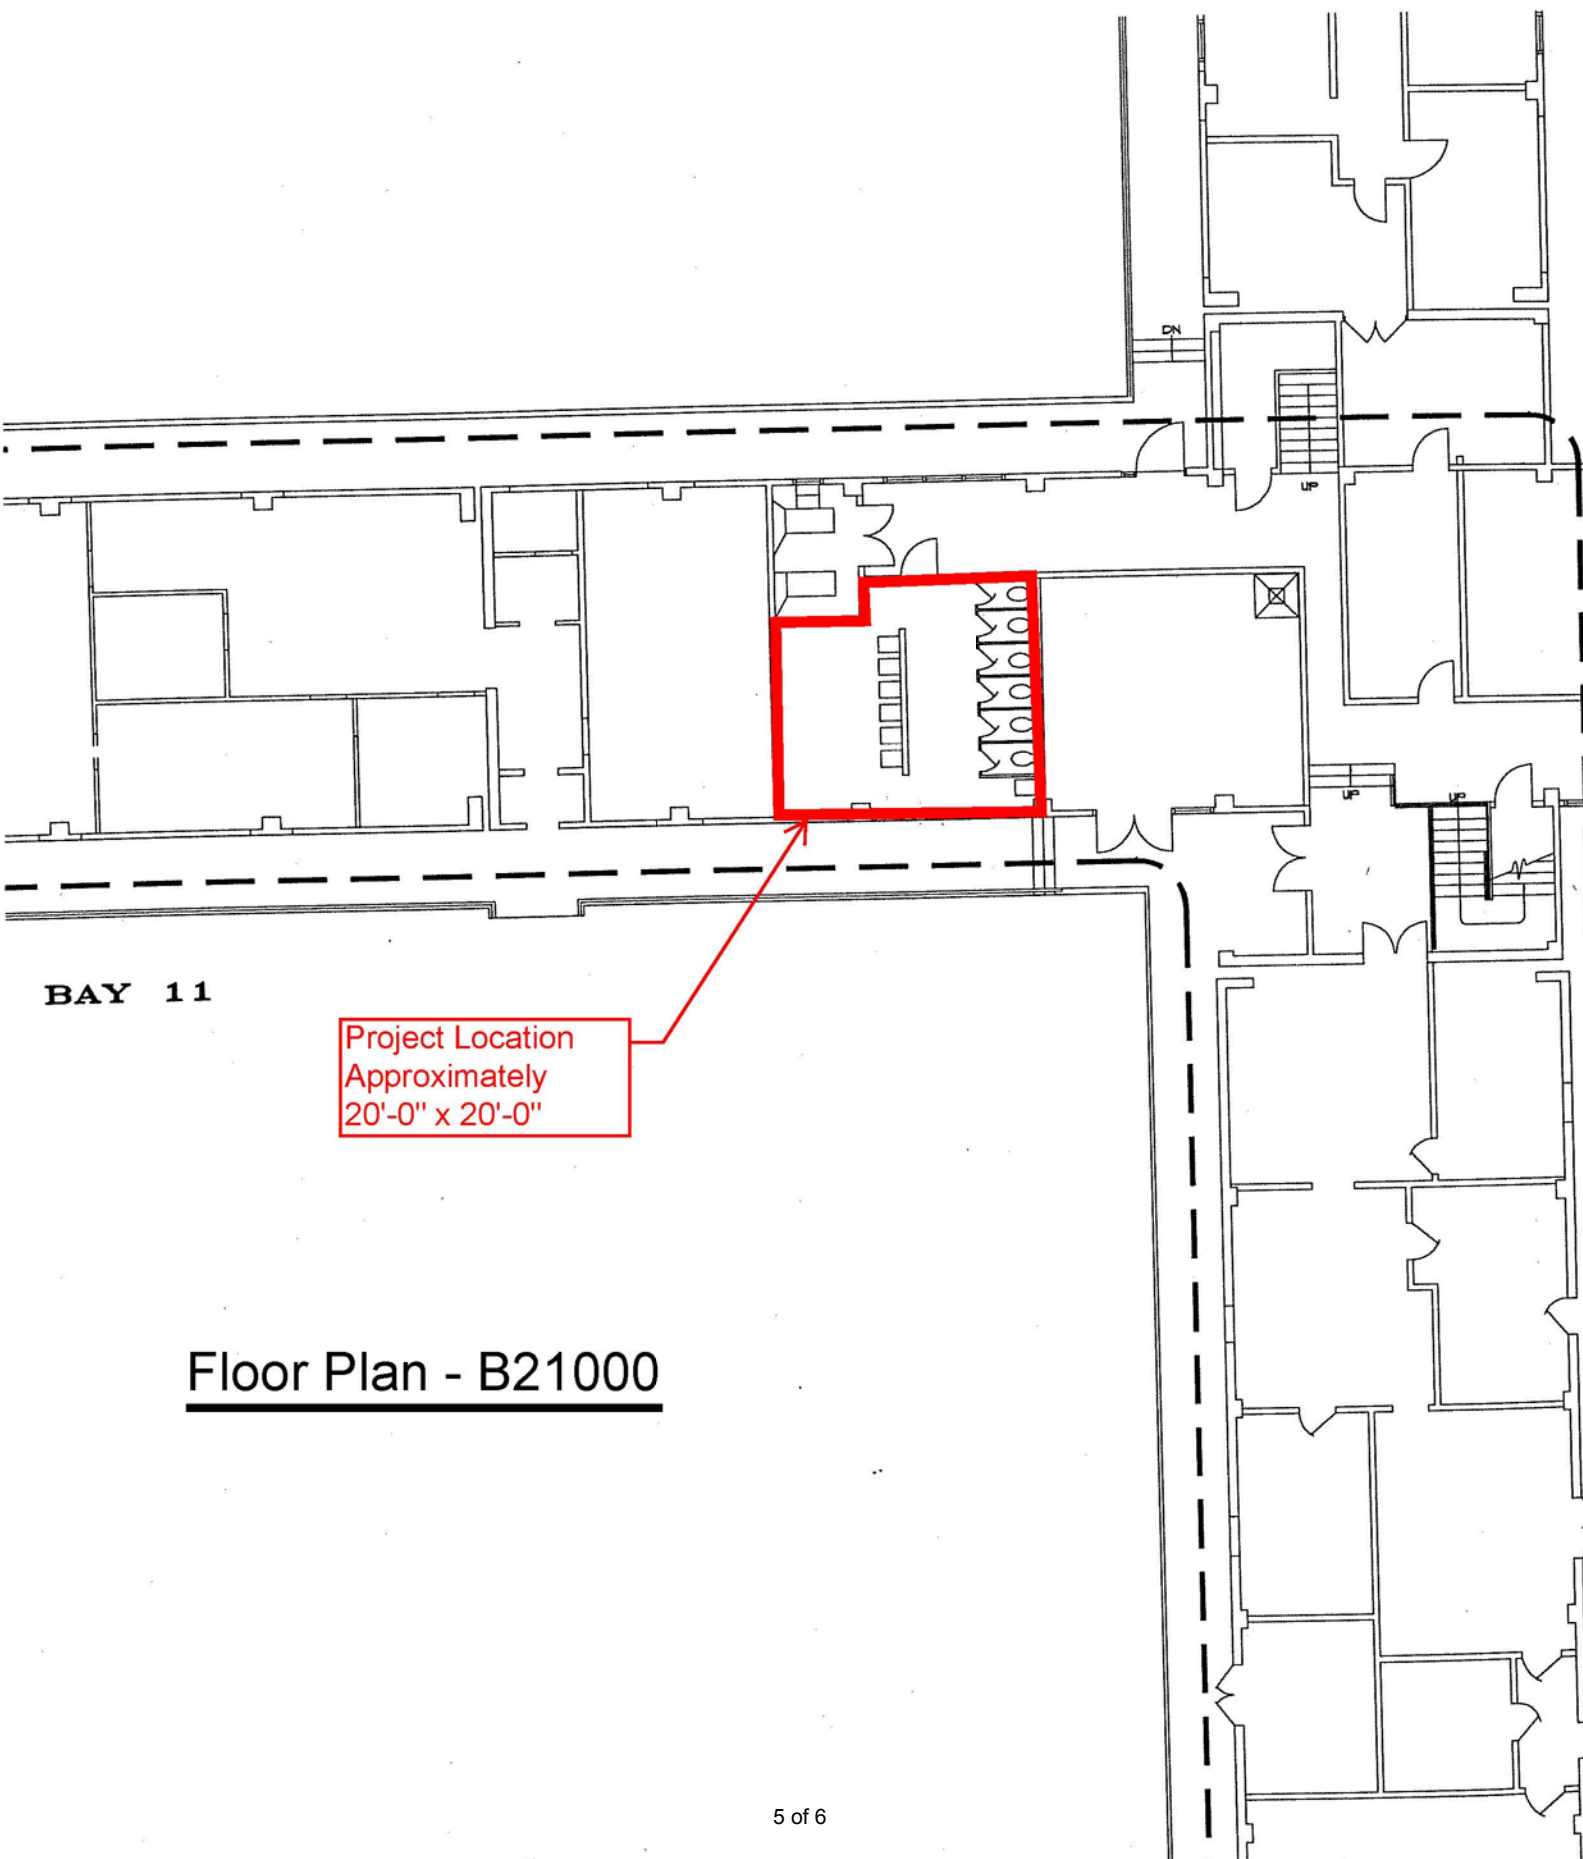 DN
UP
UP
UP
BAY 11
Project Location
Approximately
20'-0" x 20'-0"
Floor Plan - B21000
5 of 6